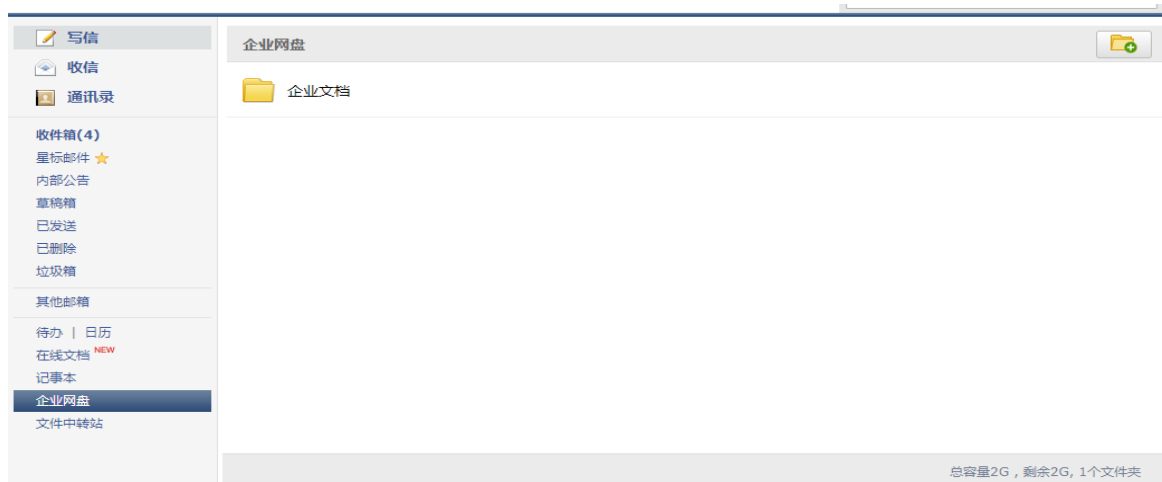 写信
收信
通讯录
收件箱(4)
星标邮件
内部公告
草稿箱
已发送
已删除
垃圾箱
其他邮箱
待办 | 日历
在线文档 NEW
记事本
企业网盘
文件中转站
企业网盘
企业文档
总容量2G，剩余2G, 1个文件夹